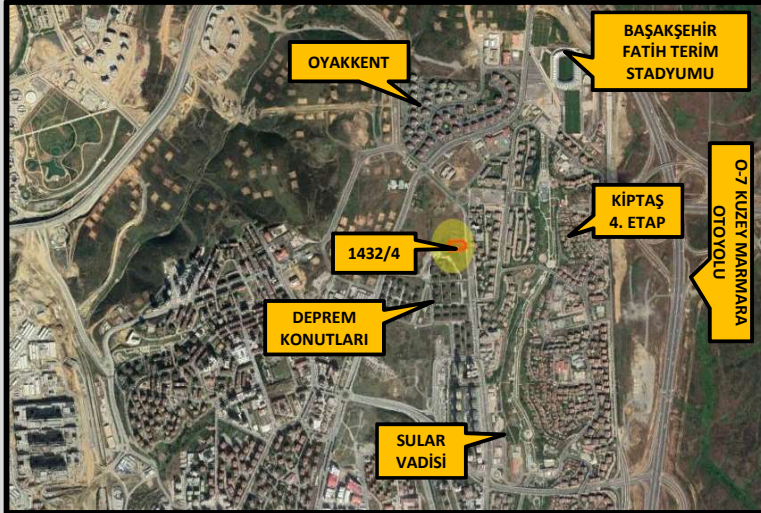 BAŞAKŞEHİR
FATİH TERİM
STADYUMU
OYAKKENT
O-7 KUZEY MARMARA
OTOYOLU
KİPTAŞ
4. ETAP
1432/4
DEPREM
KONUTLARI
SULAR
VADİSİ